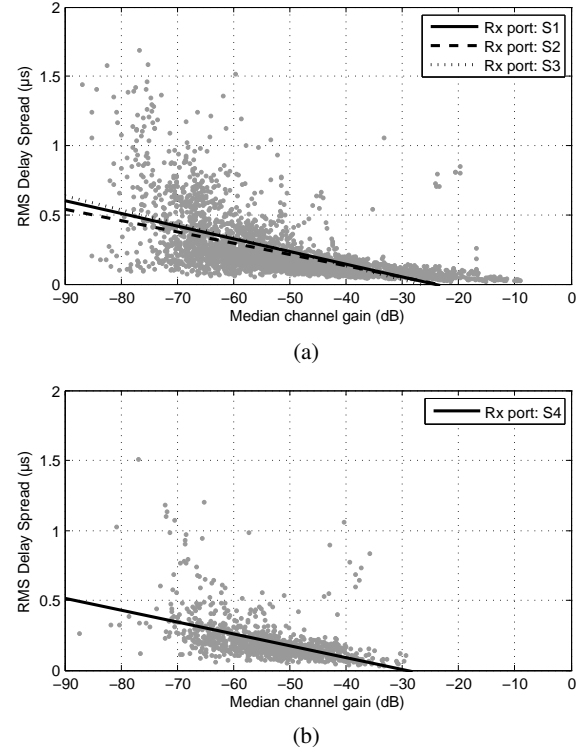 Rx port: S1
Rx port: S2
Rx port: S3
RMS Delay Spread (μs)
2
1.5
1
0.5
0
−90 −80 −70 −60 −50 −40 −30 −20 −10 0
Median channel gain (dB)
(a)
Rx port: S4
RMS Delay Spread (μs)
2
1.5
1
0.5
0
−90 −80 −70 −60 −50 −40 −30 −20 −10 0
Median channel gain (dB)
(b)